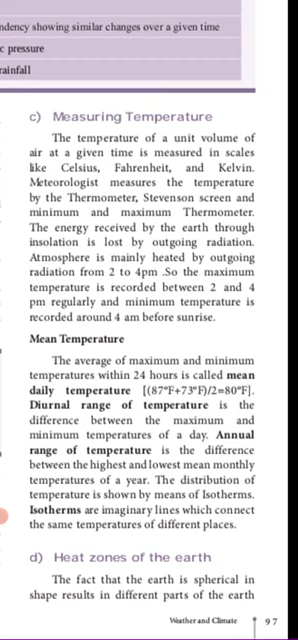 ndency showing similar changes over a given time
c pressure
rainfall
c) Measuring Temperature
The temperature of a unit volume of
air at a given time is measured in scales
like Celsius, Fahrenheit, and Kelvin.
Meteorologist measures the temperature
by the Thermometer, Stevenson screen and
minimum and maximum Thermometer.
The energy received by the earth through
insolation is lost by outgoing radiation.
Atmosphere is mainly heated by outgoing
radiation from 2 to 4pm .So the maximum
temperature is recorded between 2 and 4
pm regularly and minimum temperature is
recorded around 4 am before sunrise.
Mean Temperature
The average of maximum and minimum
temperatures within 24 hours is called mean
daily temperature [(87°F+73°F)/2=80°F].
Diurnal range of temperature is the
difference between the maximum and
minimum temperatures of a day. Annual
range of temperature is the difference
between the highest and lowest mean monthly
temperatures of a year. The distribution of
temperature is shown by means of Isotherms.
Isotherms are imaginary lines which connect
the same temperatures of different places.
d) Heat zones of the earth
The fact that the earth is spherical in
shape results in different parts of the earth
Weather and Climate 97